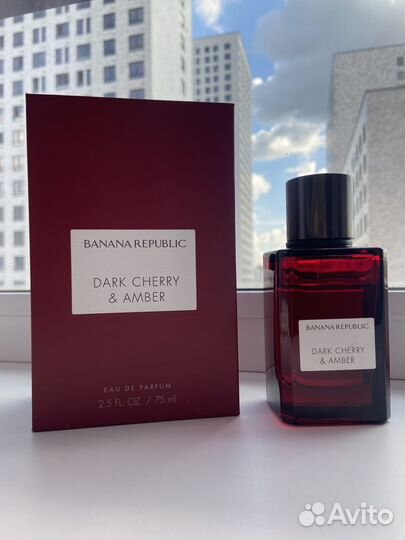 BANANA REPUBLIC
DARK CHERRY
& AMBER
EAU DE PARFUM
2.5 FL. OZ. / 75 mL
BANANA REPUBLIC
DARK CHERRY
& AMBER
Avito